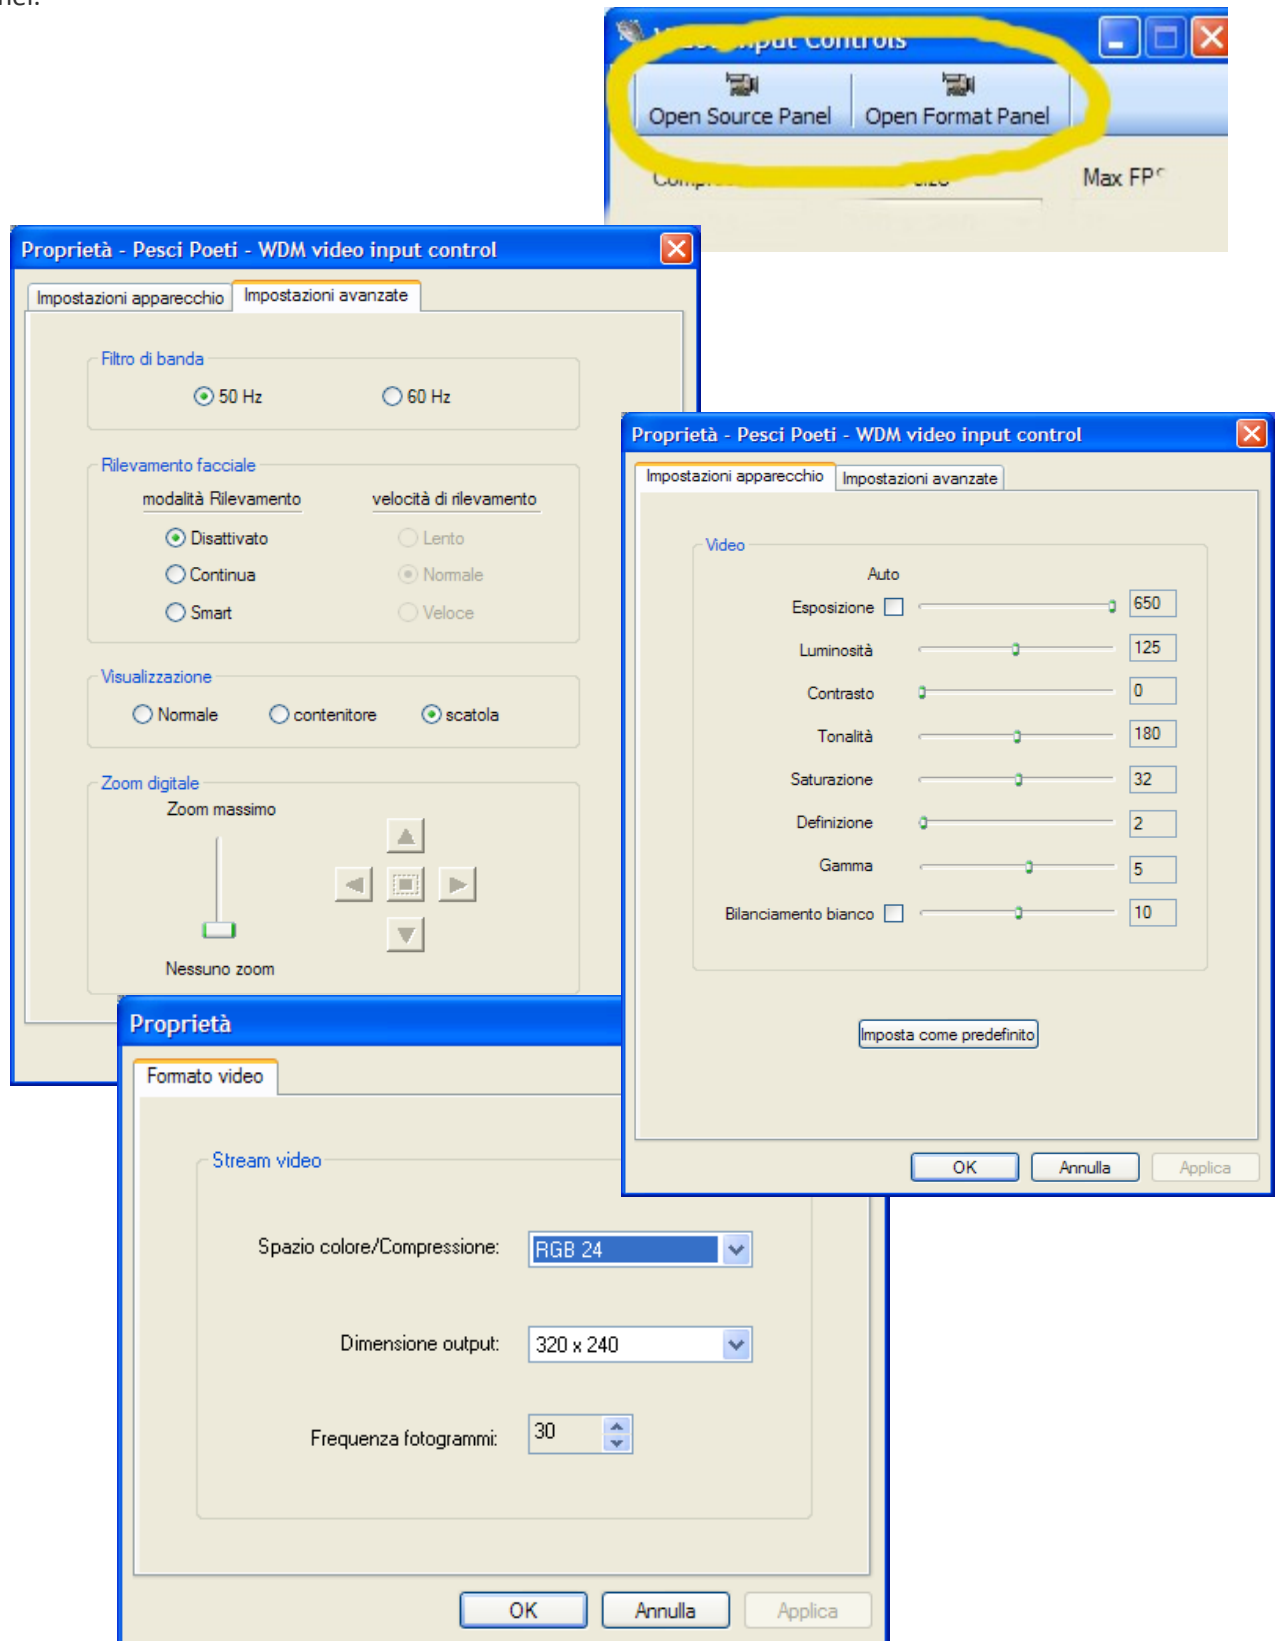 Input Controls
Open Source Panel
Open Format Panel
Max FPS
Proprietà - Pesci Poeti - WDM video input control
Impostazioni apparecchio
Impostazioni avanzate
Filtro di banda
50 Hz
60 Hz
Rilevamento facciale
modalità Rilevamento
velocità di rilevamento
Disattivato
Lento
Continua
Normale
Smart
Veloce
Visualizzazione
Normale
contenitore
scatola
Zoom digitale
Zoom massimo
Nessuno zoom
Proprietà - Pesci Poeti - WDM video input control
Impostazioni apparecchio
Impostazioni avanzate
Video
Auto
Esposizione 650
Luminosità 125
Contrasto 0
Tonalità 180
Saturazione 32
Definizione 2
Gamma 5
Bilanciamento bianco 10
Imposta come predefinito
OK
Annulla
Applica
Proprietà
Formato video
Stream video
Spazio colore/Compressione: RGB 24
Dimensione output: 320 x 240
Frequenza fotogrammi: 30
OK
Annulla
Applica